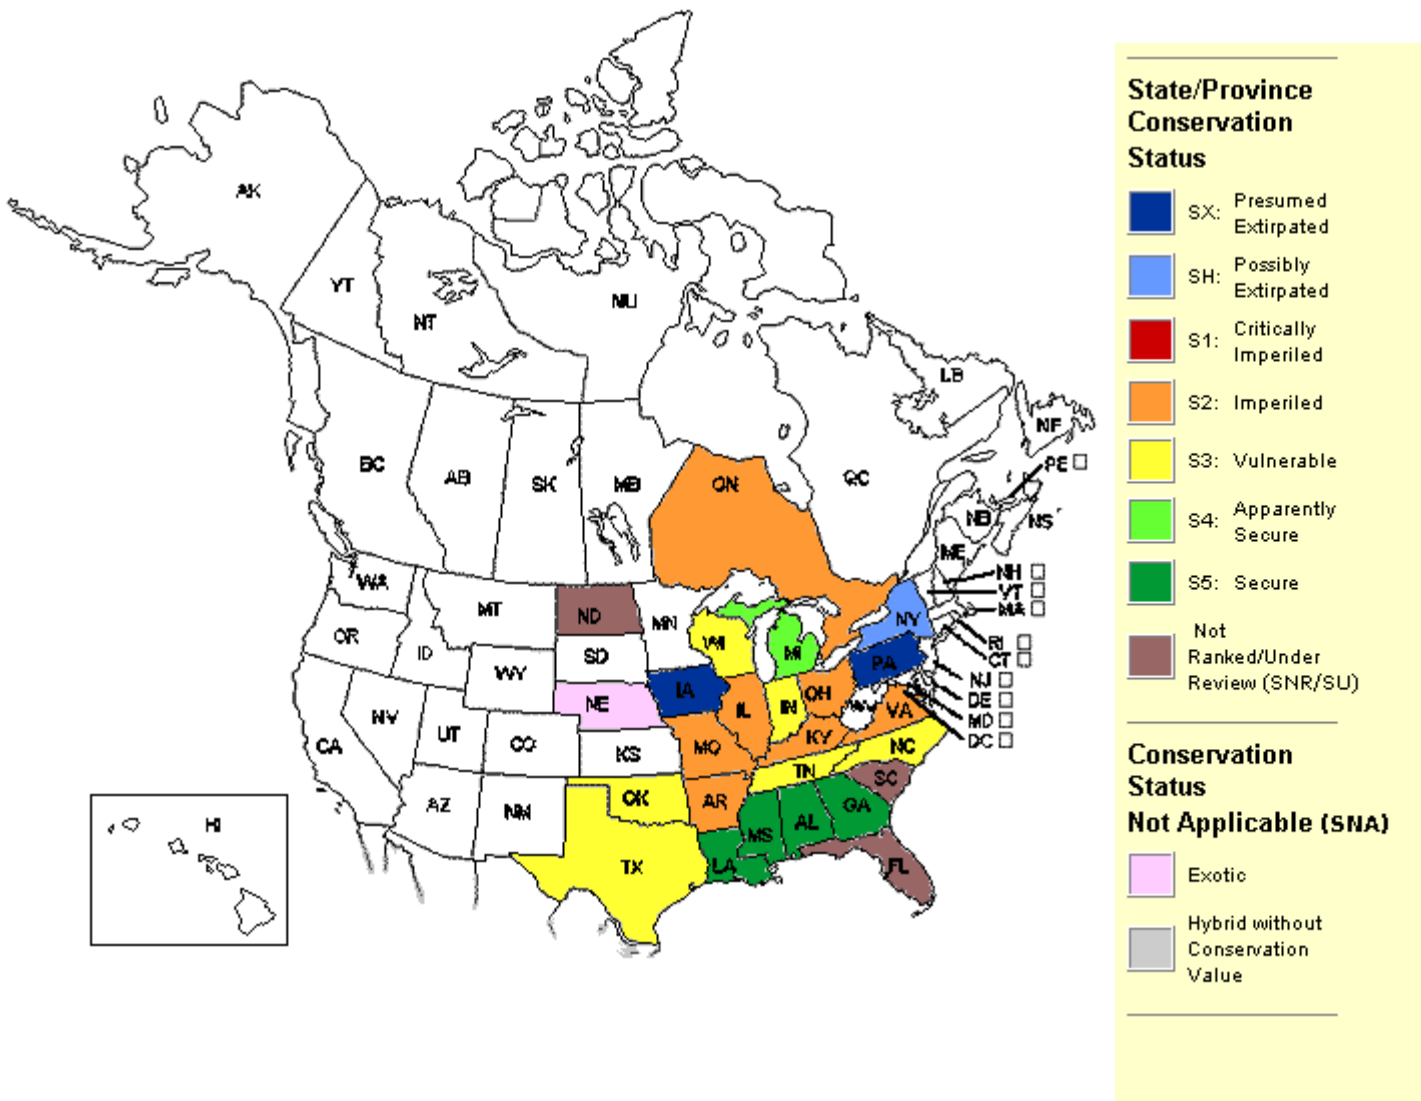 AK
YT
NT
NU
BC
AB
SK
MB
ON
QC
LB
NF
PE
NB
NS
ME
NH
VT
MA
RI
CT
NJ
DE
MD
DC
WA
OR
ID
MT
WY
ND
SD
NE
MN
WI
MI
NY
PA
IA
IL
IN
OH
WV
VA
CA
NV
UT
CO
KS
MO
KY
NC
TN
SC
AZ
NM
OK
AR
MS
AL
GA
TX
LA
FL
HI
State/Province
Conservation
Status
SX: Presumed
Extirpated
SH: Possibly
Extirpated
S1: Critically
Imperiled
S2: Imperiled
S3: Vulnerable
S4: Apparently
Secure
S5: Secure
Not
Ranked/Under
Review (SNR/SU)
Conservation
Status
Not Applicable (SNA)
Exotic
Hybrid without
Conservation
Value